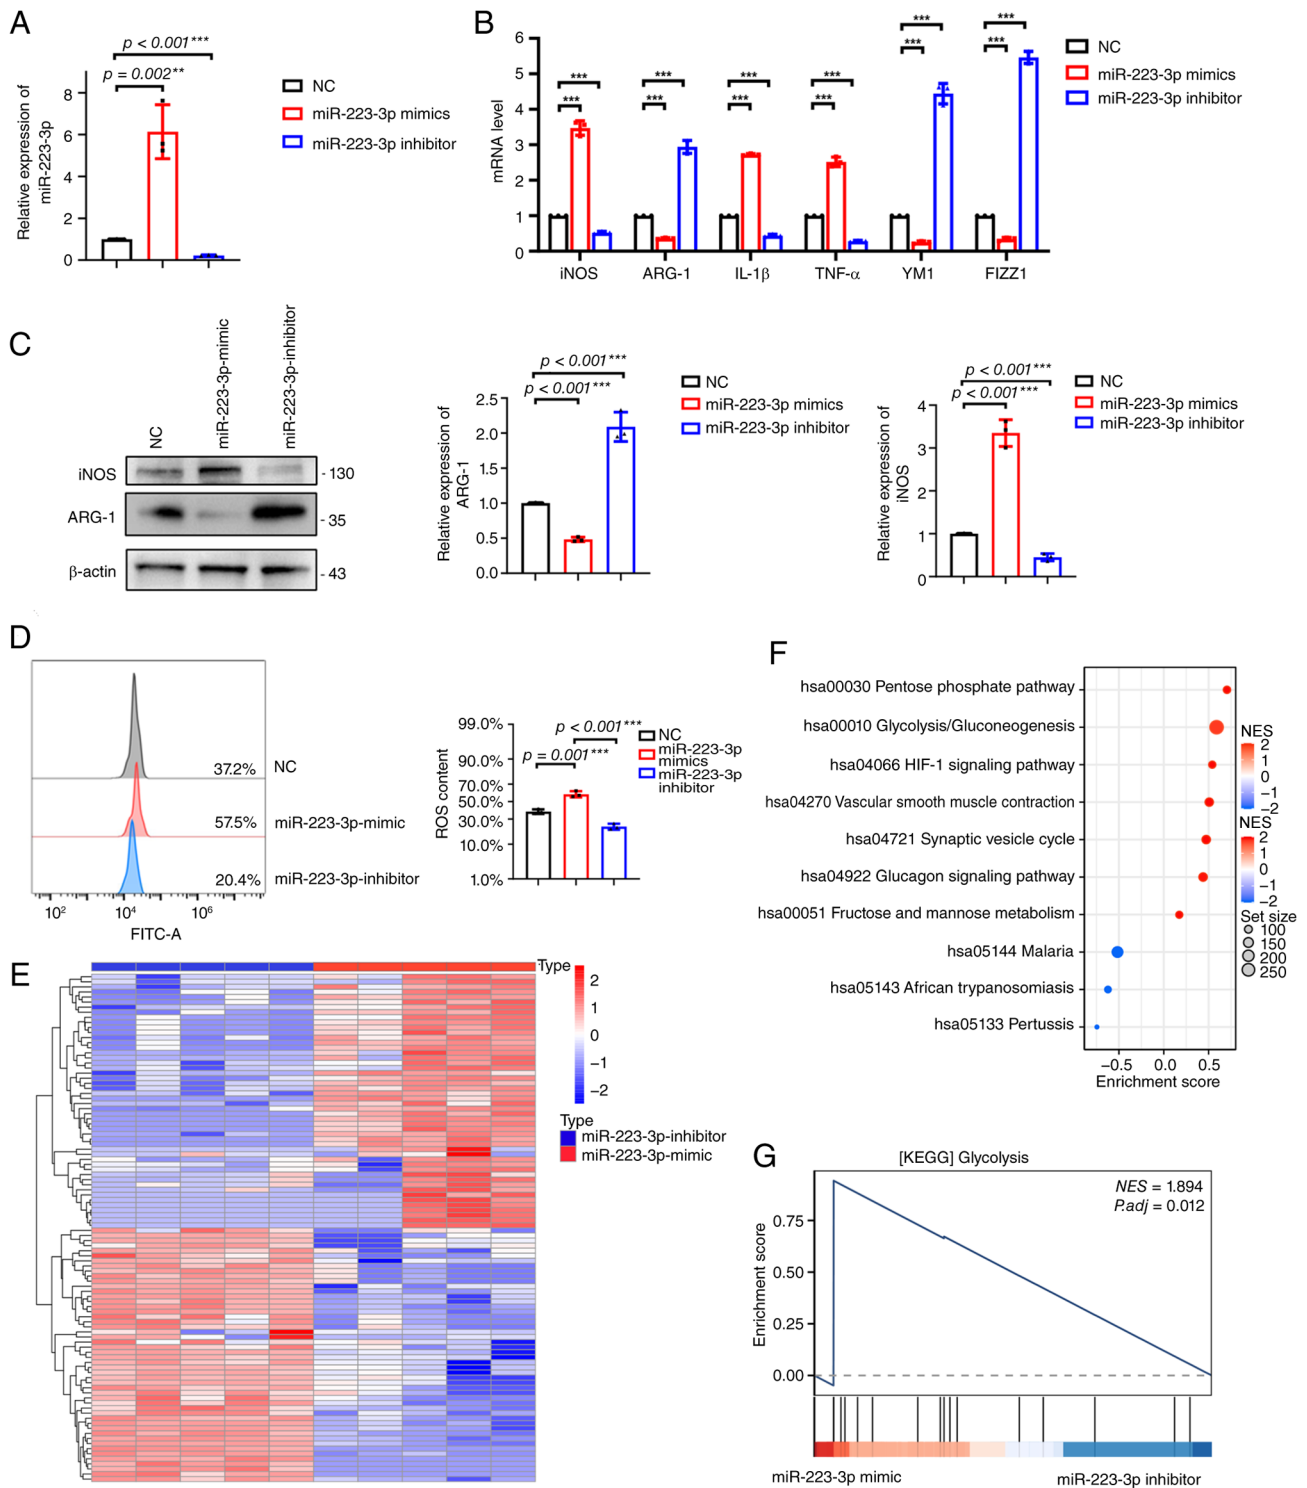 A
p < 0.001***
p = 0.002**
Relative expression of
miR-223-3p
8
6
4
2
0
NC
miR-223-3p mimics
miR-223-3p inhibitor
B
mRNA level
6
5
4
3
2
1
0
*** ***
*** ***
*** ***
*** ***
*** ***
*** ***
iNOS ARG-1 IL-1β TNF-α YM1 FIZZ1
NC
miR-223-3p mimics
miR-223-3p inhibitor
C
NC
miR-223-3p-mimic
miR-223-3p-inhibitor
iNOS - 130
ARG-1 - 35
β-actin - 43
p < 0.001***
p < 0.001***
Relative expression of
ARG-1
2.5
2.0
1.5
1.0
0.5
0.0
NC
miR-223-3p mimics
miR-223-3p inhibitor
p < 0.001***
p < 0.001***
Relative expression of
iNOS
4
3
2
1
0
NC
miR-223-3p mimics
miR-223-3p inhibitor
D
37.2% NC
57.5% miR-223-3p-mimic
20.4% miR-223-3p-inhibitor
10² 10⁴ 10⁶
FITC-A
p < 0.001***
p = 0.001***
ROS content
99.0%
90.0%
70.0%
50.0%
30.0%
10.0%
1.0%
NC
miR-223-3p
mimics
miR-223-3p
inhibitor
E
Type
2
1
0
−1
−2
Type
miR-223-3p-inhibitor
miR-223-3p-mimic
F
hsa00030 Pentose phosphate pathway
hsa00010 Glycolysis/Gluconeogenesis
hsa04066 HIF-1 signaling pathway
hsa04270 Vascular smooth muscle contraction
hsa04721 Synaptic vesicle cycle
hsa04922 Glucagon signaling pathway
hsa00051 Fructose and mannose metabolism
hsa05144 Malaria
hsa05143 African trypanosomiasis
hsa05133 Pertussis
−0.5 0.0 0.5
Enrichment score
NES
2
1
0
−1
−2
NES
2
1
0
−1
−2
Set size
100
150
200
250
G
[KEGG] Glycolysis
NES = 1.894
P.adj = 0.012
Enrichment score
0.75
0.50
0.25
0.00
miR-223-3p mimic miR-223-3p inhibitor